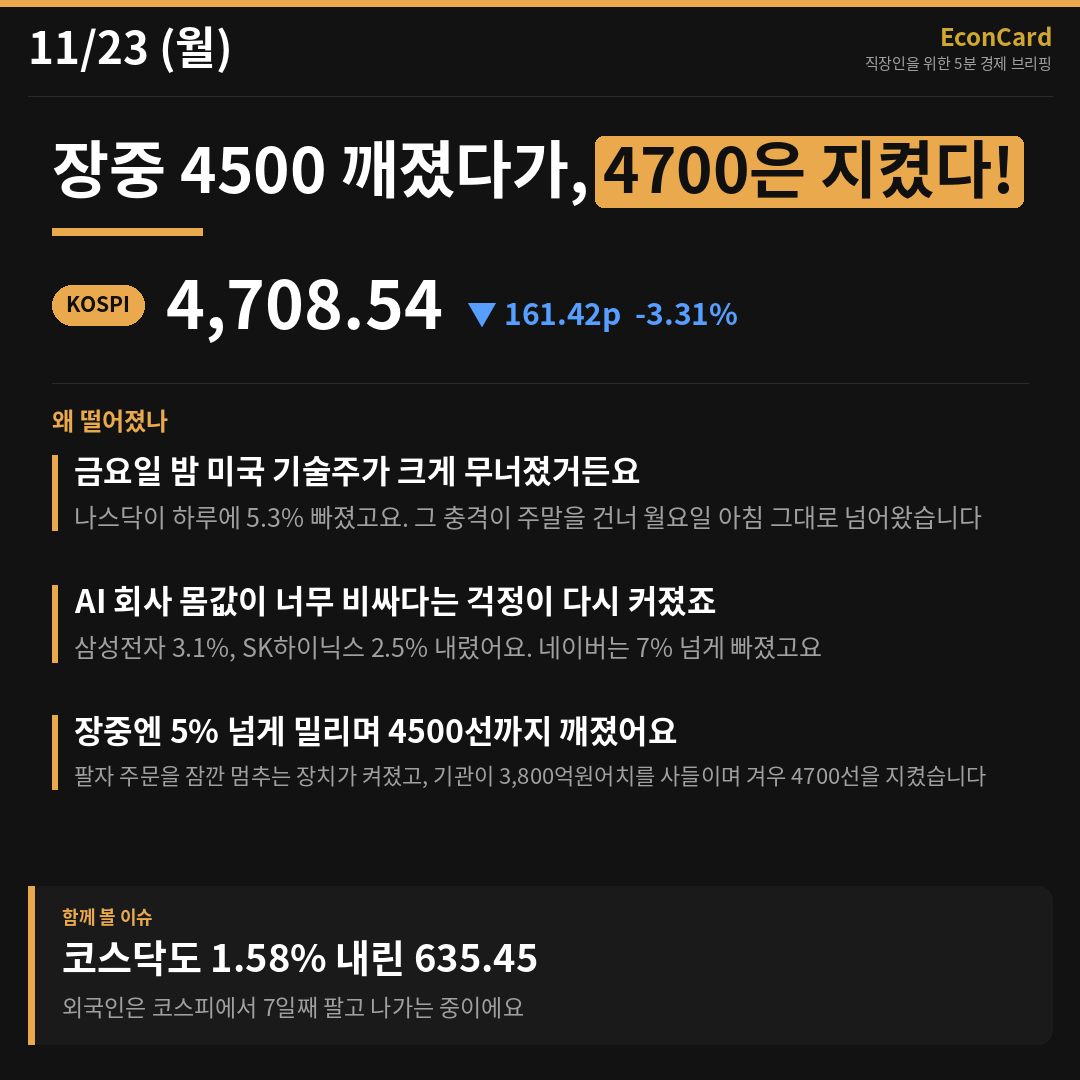 11/23 (월)
EconCard
직장인을 위한 5분 경제 브리핑
장중 4500 깨졌다가, 4700은 지켰다!
KOSPI 4,708.54 ▼ 161.42p -3.31%
왜 떨어졌나
금요일 밤 미국 기술주가 크게 무너졌거든요
나스닥이 하루에 5.3% 빠졌고요. 그 충격이 주말을 건너 월요일 아침 그대로 넘어왔습니다
AI 회사 몸값이 너무 비싸다는 걱정이 다시 커졌죠
삼성전자 3.1%, SK하이닉스 2.5% 내렸어요. 네이버는 7% 넘게 빠졌고요
장중엔 5% 넘게 밀리며 4500선까지 깨졌어요
팔자 주문을 잠깐 멈추는 장치가 켜졌고, 기관이 3,800억원어치를 사들이며 겨우 4700선을 지켰습니다
함께 볼 이슈
코스닥도 1.58% 내린 635.45
외국인은 코스피에서 7일째 팔고 나가는 중이에요